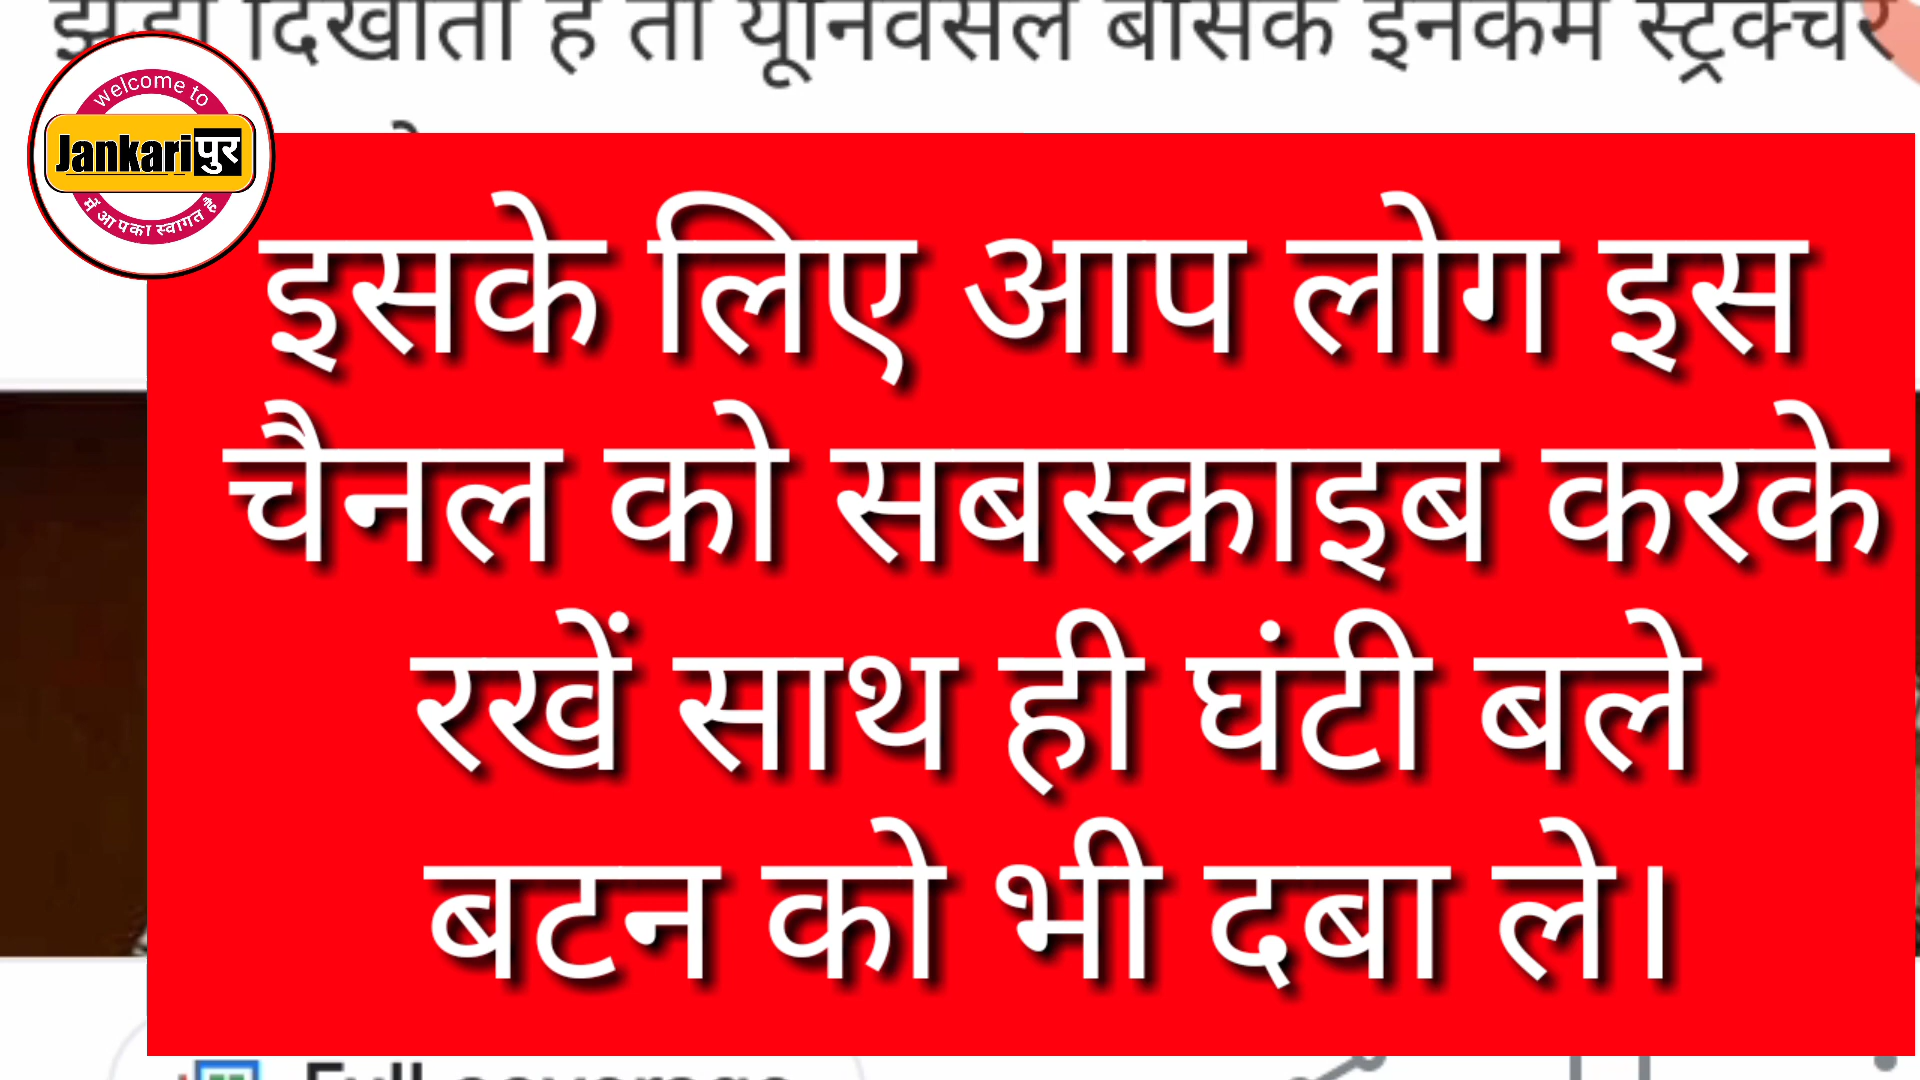 दिखाता है तो यूनिवर्सल बेसिक इनकम स्ट्रक्चर
welcome to
Jankariपुर
में आपका स्वागत है
इसके लिए आप लोग इस
चैनल को सबस्क्राइब करके
रखें साथ ही घंटी बले
बटन को भी दबा ले।
Full coverage